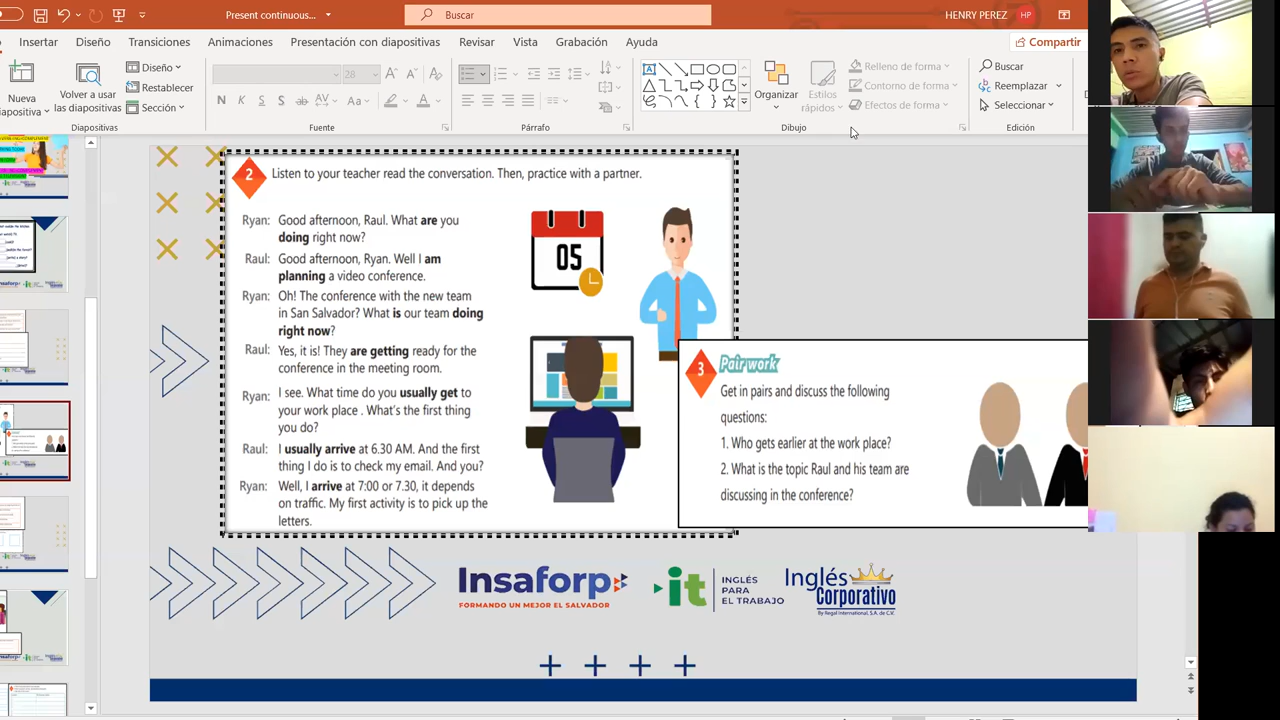 Present continuous...
Buscar
HENRY PEREZ
HP
Insertar
Diseño
Transiciones
Animaciones
Presentación con diapositivas
Revisar
Vista
Grabación
Ayuda
Compartir
Nueva
diapositiva
Volver a usar
las diapositivas
Diseño
Restablecer
Sección
Diapositivas
28
N
K
S
S
ab
AV
Aa
A
Fuente
Párrafo
Organizar
Estilos
rápidos
Relleno de forma
Contorno de forma
Efectos de forma
Dibujo
Buscar
Reemplazar
Seleccionar
Edición
2
Listen to your teacher read the conversation. Then, practice with a partner.
Ryan: Good afternoon, Raul. What are you
doing right now?
Raul: Good afternoon, Ryan. Well I am
planning a video conference.
Ryan: Oh! The conference with the new team
in San Salvador? What is our team doing
right now?
Raul: Yes, it is! They are getting ready for the
conference in the meeting room.
Ryan: I see. What time do you usually get to
your work place . What's the first thing
you do?
Raul: I usually arrive at 6.30 AM. And the first
thing I do is to check my email. And you?
Ryan: Well, I arrive at 7:00 or 7.30, it depends
on traffic. My first activity is to pick up the
letters.
05
3
Pair work
Get in pairs and discuss the following
questions:
1. Who gets earlier at the work place?
2. What is the topic Raul and his team are
discussing in the conference?
Insaforp
FORMANDO UN MEJOR EL SALVADOR
it
INGLÉS
PARA
EL TRABAJO
Inglés
Corporativo
By Regal International, S.A. de C.V.